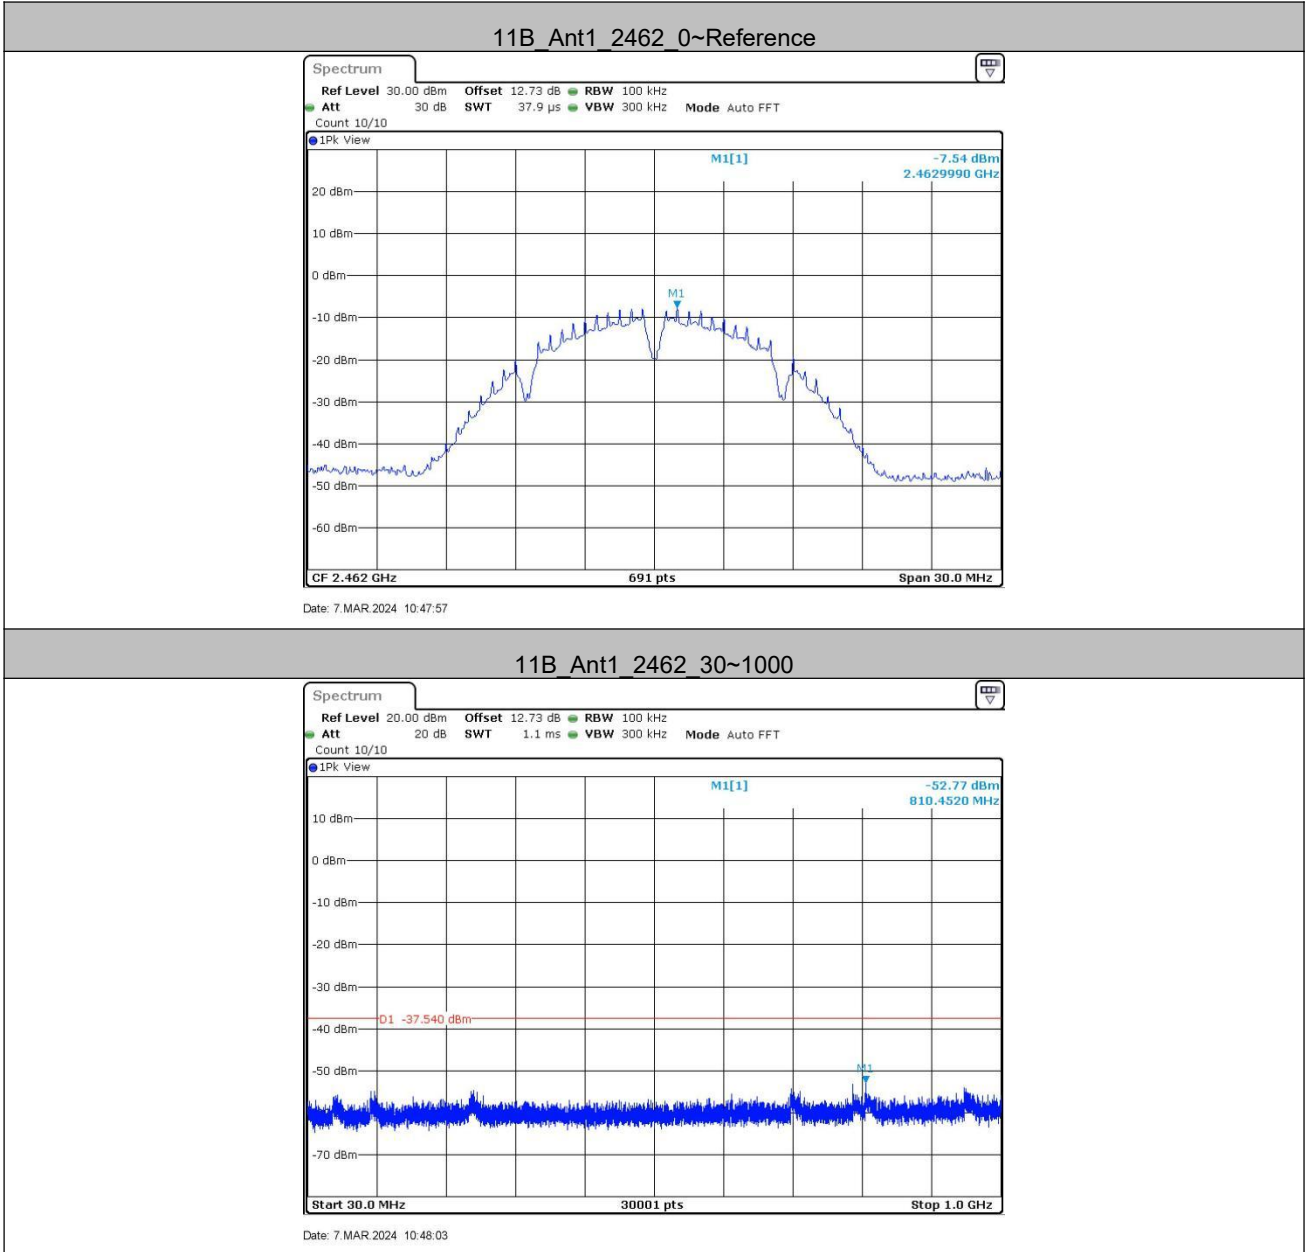 11B_Ant1_2462_0~Reference
Spectrum
Ref Level 30.00 dBm Offset 12.73 dB RBW 100 kHz
Att 30 dB SWT 37.9 µs VBW 300 kHz Mode Auto FFT
Count 10/10
1Pk View
M1[1] -7.54 dBm
2.4629990 GHz
20 dBm
10 dBm
0 dBm
M1
-10 dBm
-20 dBm
-30 dBm
-40 dBm
-50 dBm
-60 dBm
CF 2.462 GHz 691 pts Span 30.0 MHz
Date: 7.MAR.2024 10:47:57
11B_Ant1_2462_30~1000
Spectrum
Ref Level 20.00 dBm Offset 12.73 dB RBW 100 kHz
Att 20 dB SWT 1.1 ms VBW 300 kHz Mode Auto FFT
Count 10/10
1Pk View
M1[1] -52.77 dBm
810.4520 MHz
10 dBm
0 dBm
-10 dBm
-20 dBm
-30 dBm
D1 -37.540 dBm
-40 dBm
-50 dBm
M1
-70 dBm
Start 30.0 MHz 30001 pts Stop 1.0 GHz
Date: 7.MAR.2024 10:48:03